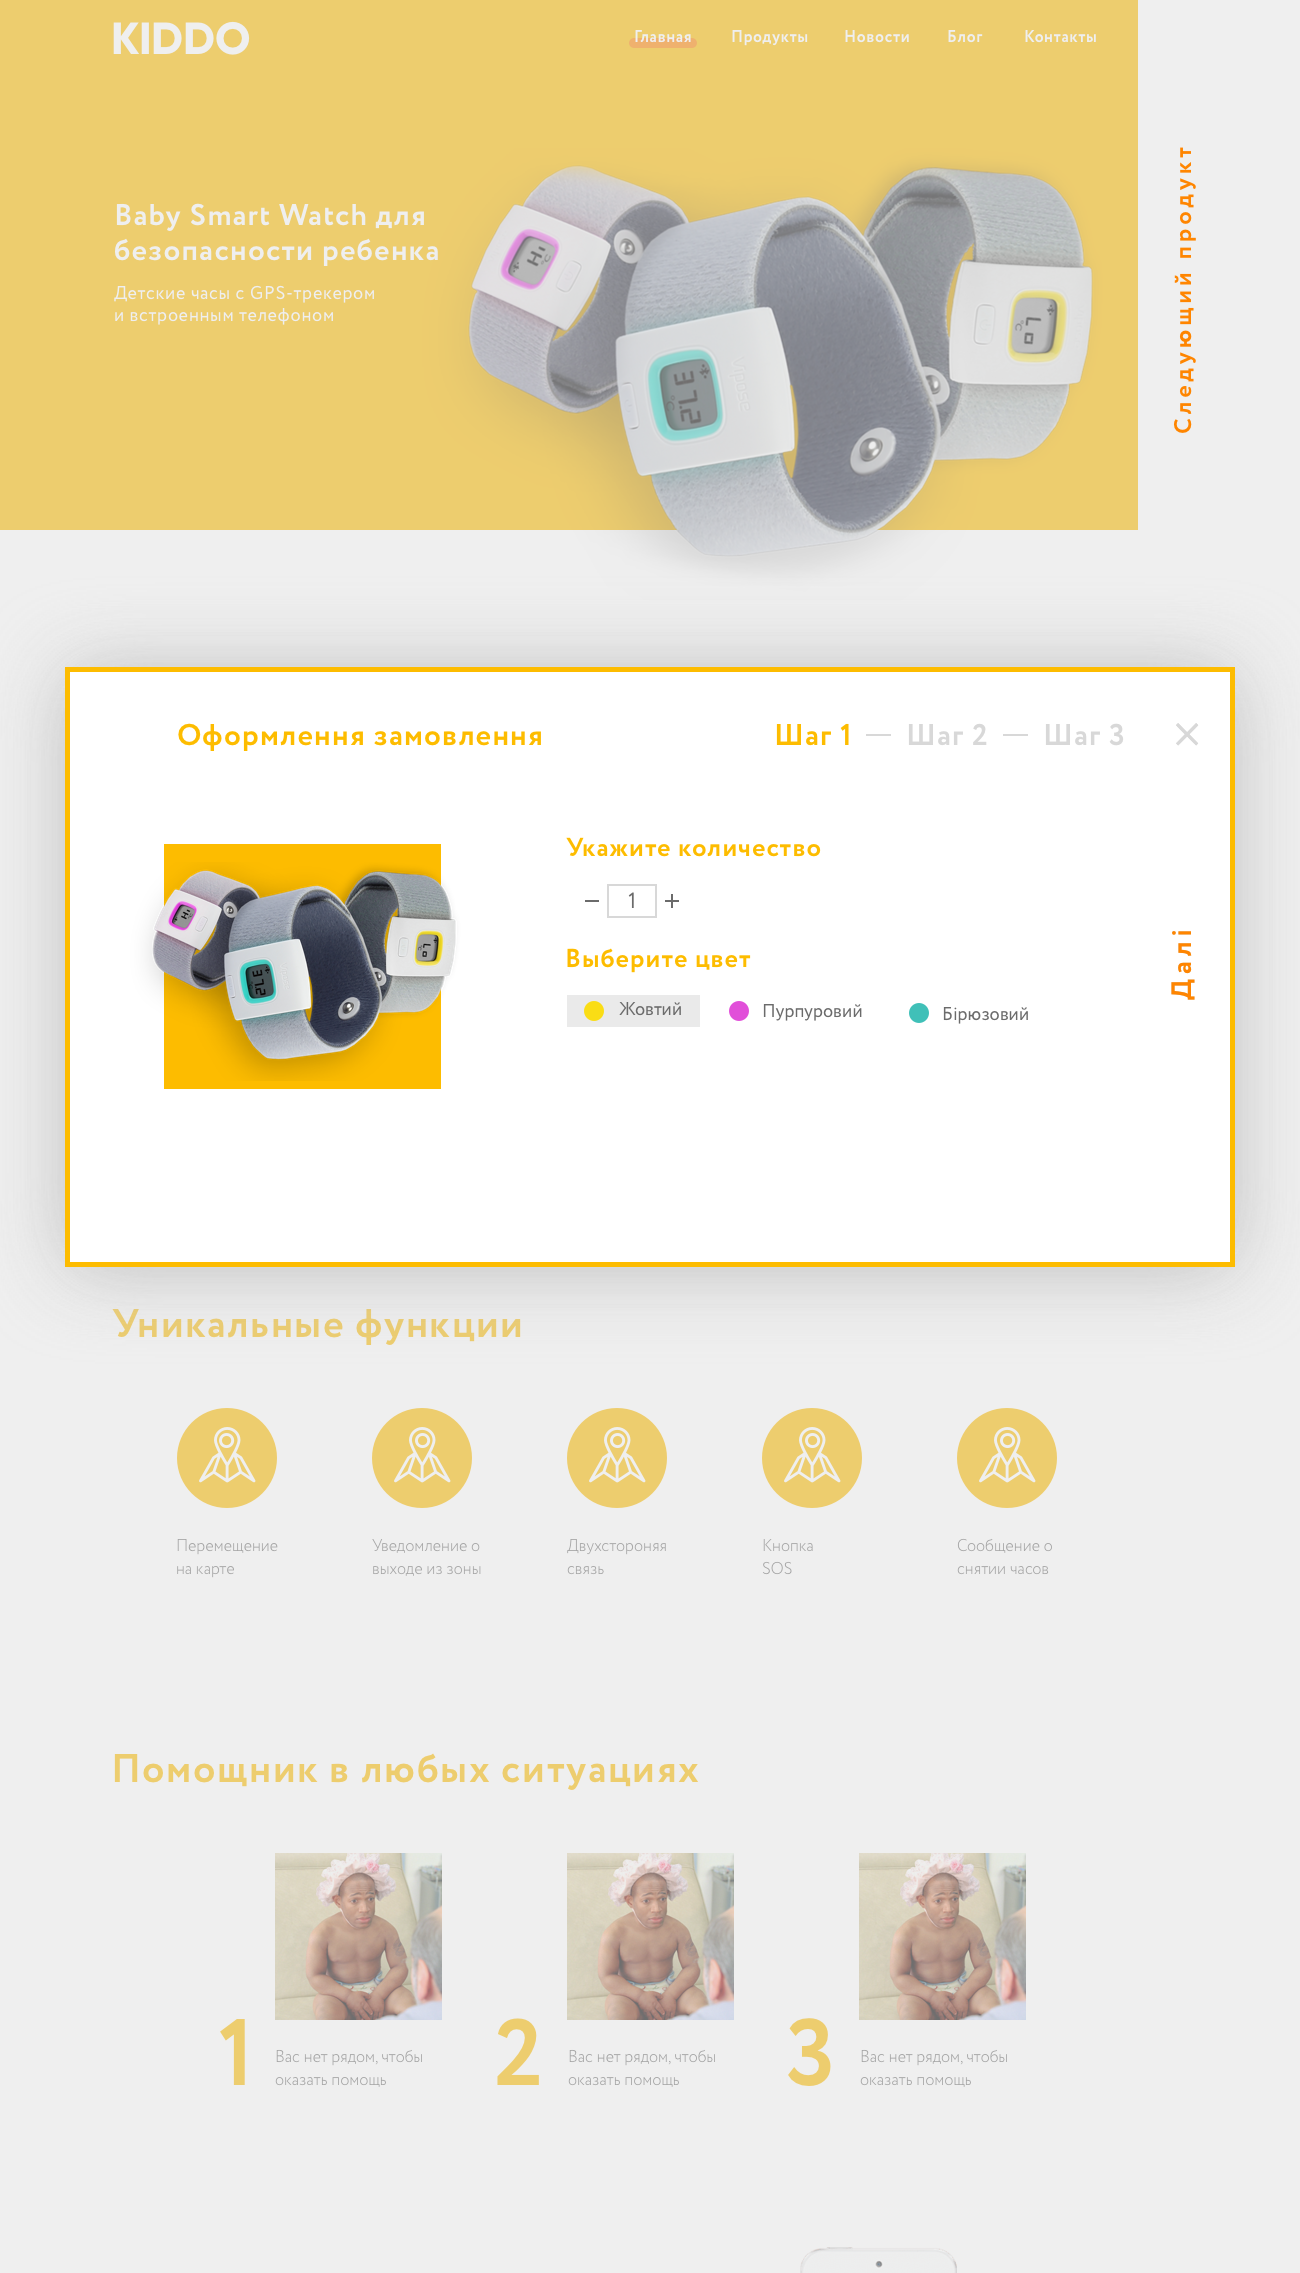 KIDDO
Главная Продукты Новости Блог Контакты
Baby Smart Watch для
безопасности ребенка
Детские часы с GPS-трекером
и встроенным телефоном
Следующий продукт
Оформлення замовлення
Шаг 1 — Шаг 2 — Шаг 3
Укажите количество
− 1 +
Выберите цвет
Жовтий Пурпуровий Бірюзовий
Далі
Уникальные функции
Перемещение
на карте
Уведомление о
выходе из зоны
Двухстороняя
связь
Кнопка
SOS
Сообщение о
снятии часов
Помощник в любых ситуациях
1
Вас нет рядом, чтобы
оказать помощь
2
Вас нет рядом, чтобы
оказать помощь
3
Вас нет рядом, чтобы
оказать помощь